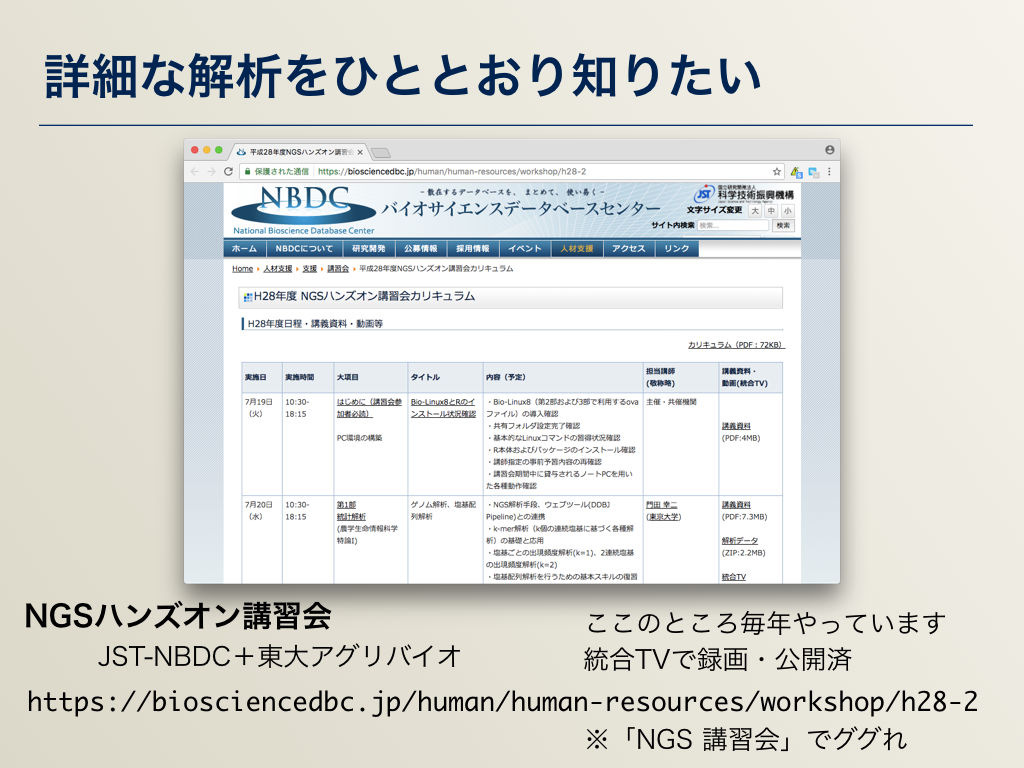 詳細な解析をひととおり知りたい
平成28年度NGSハンズオン講習会
保護された通信 https://biosciencedbc.jp/human/human-resources/workshop/h28-2
NBDC
National Bioscience Database Center
- 散在するデータベースを、まとめて、使い易く -
バイオサイエンスデータベースセンター
JST 国立研究開発法人
科学技術振興機構
文字サイズ変更 大 中 小
サイト内検索 検索... 検索
ホーム NBDCについて 研究開発 公募情報 採用情報 イベント 人材支援 アクセス リンク
Home 人材支援 支援 講習会 平成28年度NGSハンズオン講習会カリキュラム
H28年度 NGSハンズオン講習会カリキュラム
H28年度日程・講義資料・動画等
カリキュラム（PDF：72KB）
実施日 実施時間 大項目 タイトル 内容（予定） 担当講師
(敬称略) 講義資料・
動画(統合TV)
7月19日
（火）
10:30-
18:15
はじめに（講習会参
加者必読）
PC環境の構築
Bio-Linux8とRのイ
ンストール状況確認
・Bio-Linux8（第2部および3部で利用するova
ファイル）の導入確認
・共有フォルダ設定完了確認
・基本的なLinuxコマンドの習得状況確認
・R本体およびパッケージのインストール確認
・講師指定の事前予習内容の再確認
・講習会期間中に貸与されるノートPCを用い
た各種動作確認
主催・共催機関
講義資料
(PDF:4MB)
7月20日
（水）
10:30-
18:15
第1部
統計解析
(農学生命情報科学
特論I)
ゲノム解析、塩基配
列解析
・NGS解析手段、ウェブツール(DDBJ
Pipeline)との連携
・k-mer解析（k個の連続塩基に基づく各種解
析）の基礎と応用
・塩基ごとの出現頻度解析(k=1)、2連続塩基
の出現頻度解析(k=2)
・塩基配列解析を行うための基本スキルの復習
門田 幸二
(東京大学)
講義資料
(PDF:7.3MB)
解析データ
(ZIP:2.2MB)
統合TV
NGSハンズオン講習会
JST-NBDC＋東大アグリバイオ
ここのところ毎年やっています
統合TVで録画・公開済
https://biosciencedbc.jp/human/human-resources/workshop/h28-2
※「NGS 講習会」でググれ